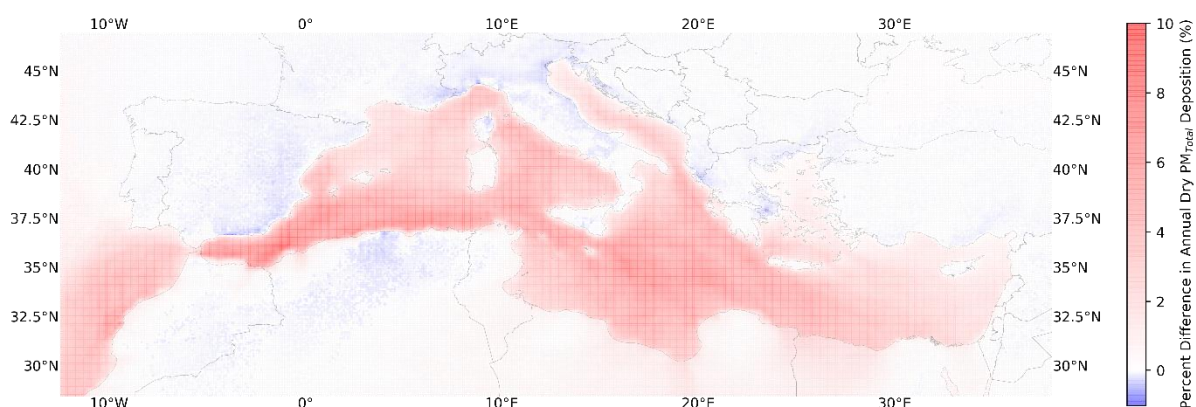 10°W 0° 10°E 20°E 30°E
45°N 45°N
42.5°N 42.5°N
40°N 40°N
37.5°N 37.5°N
35°N 35°N
32.5°N 32.5°N
30°N 30°N
10°W 0° 10°E 20°E 30°E
10
8
6
4
2
0
Percent Difference in Annual Dry PMTotal Deposition (%)